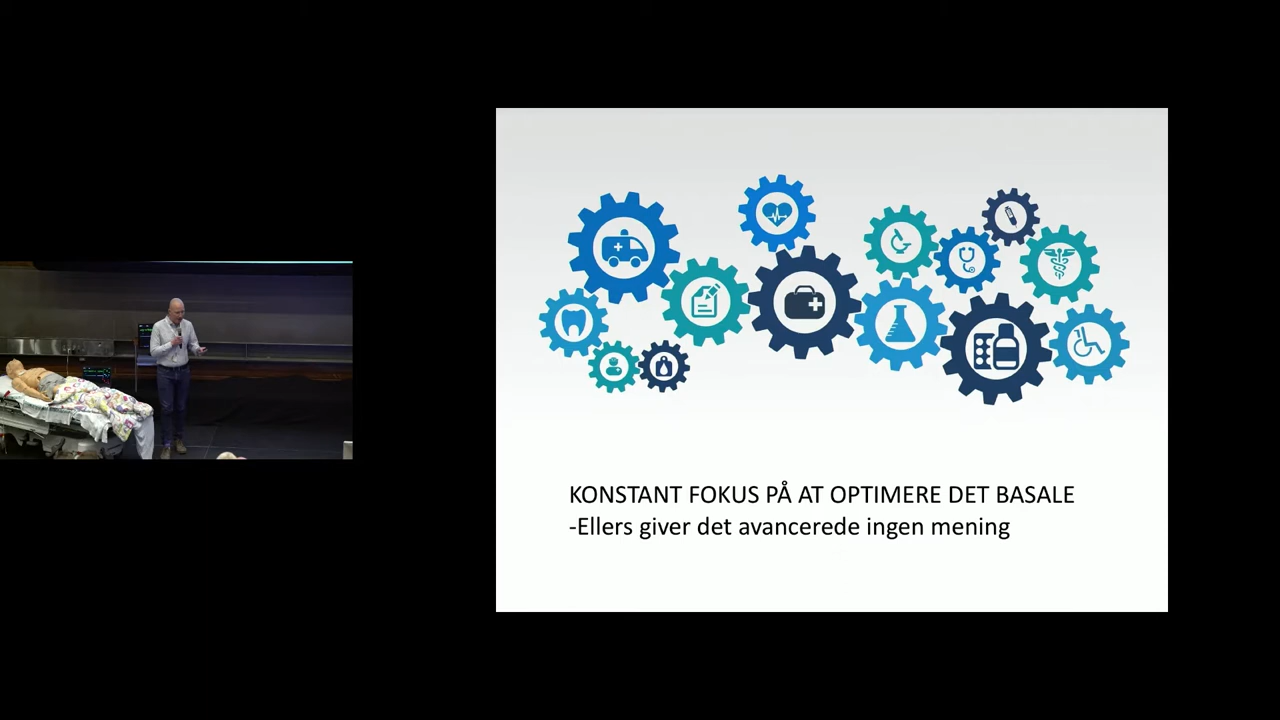 KONSTANT FOKUS PÅ AT OPTIMERE DET BASALE
-Ellers giver det avancerede ingen mening